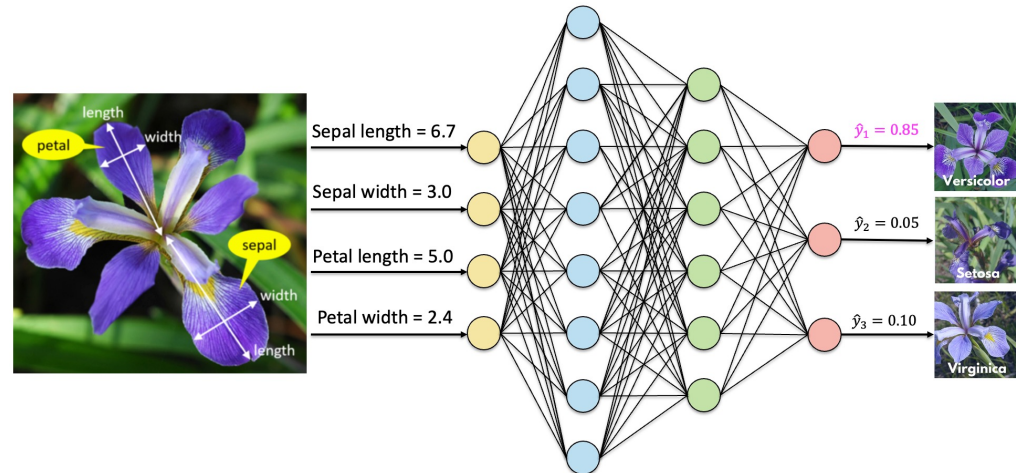 length
width
petal
sepal
width
length
Sepal length = 6.7
Sepal width = 3.0
Petal length = 5.0
Petal width = 2.4
ŷ₁ = 0.85
ŷ₂ = 0.05
ŷ₃ = 0.10
Versicolor
Setosa
Virginica